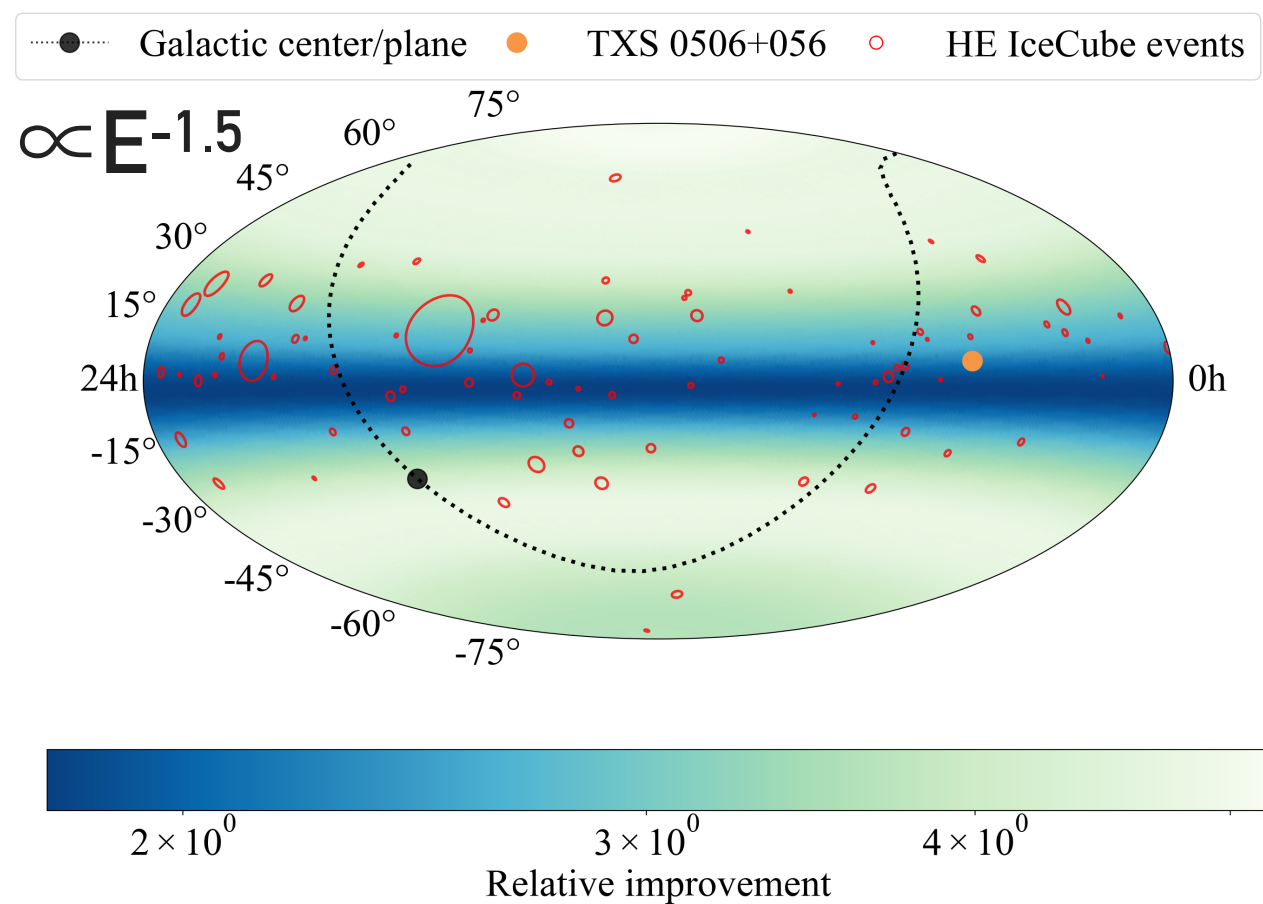 Galactic center/plane TXS 0506+056 HE IceCube events
∝E⁻¹·⁵
75°
60°
45°
30°
15°
24h 0h
-15°
-30°
-45°
-60°
-75°
2 × 10⁰ 3 × 10⁰ 4 × 10⁰
Relative improvement